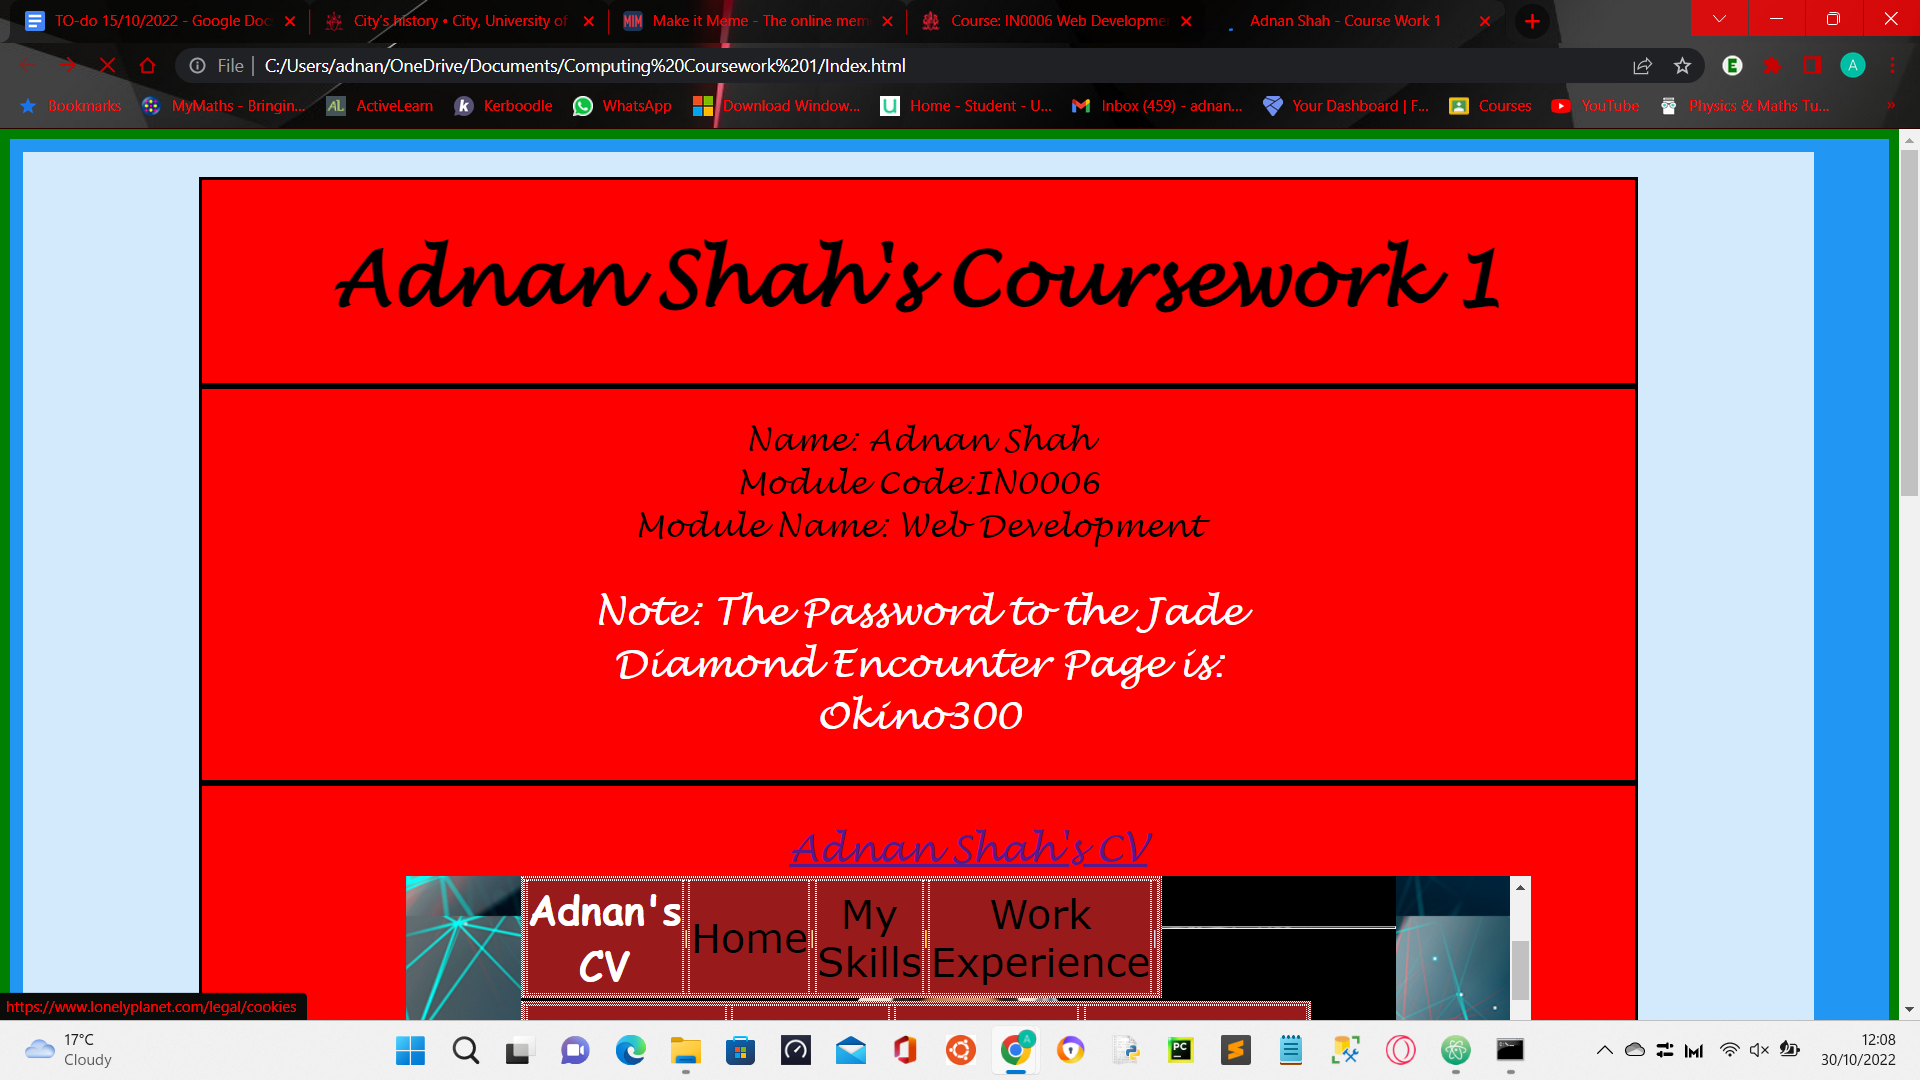 TO-do 15/10/2022 - Google Doc
City's history • City, University of
Make it Meme - The online mem
Course: IN0006 Web Developmen
Adnan Shah - Course Work 1
File
C:/Users/adnan/OneDrive/Documents/Computing%20Coursework%201/Index.html
A
Bookmarks
MyMaths - Bringin...
ActiveLearn
Kerboodle
WhatsApp
Download Window...
Home - Student - U...
Inbox (459) - adnan...
Your Dashboard | F...
Courses
YouTube
Physics & Maths Tu...
Adnan Shah's Coursework 1
Name: Adnan Shah
Module Code:IN0006
Module Name: Web Development
Note: The Password to the Jade
Diamond Encounter Page is:
Okino300
Adnan Shah's CV
Adnan's
CV
Home
My
Skills
Work
Experience
https://www.lonelyplanet.com/legal/cookies
17°C
Cloudy
12:08
30/10/2022